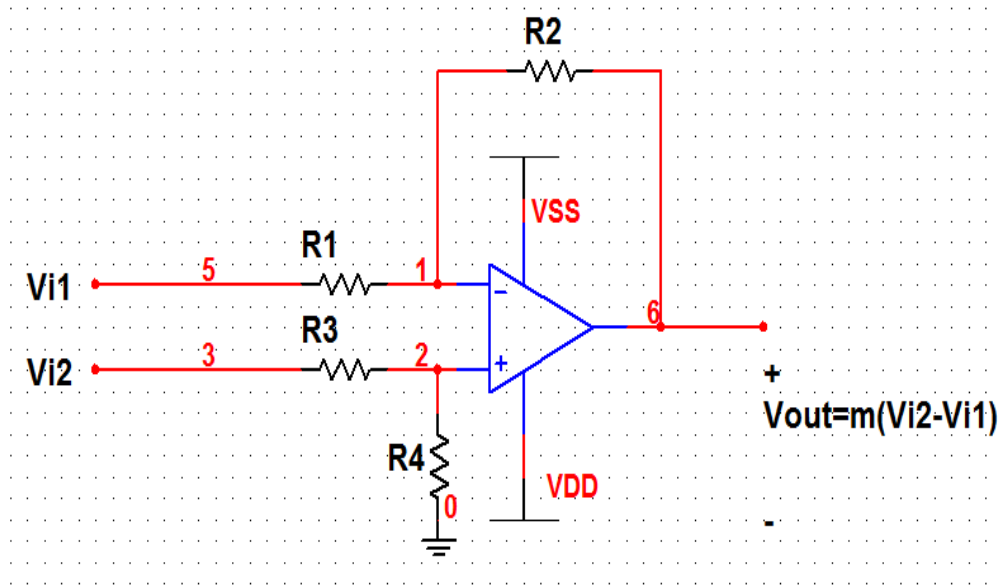 R2
VSS
R1
5
1
Vi1
-
6
R3
3
2
Vi2
+
+
Vout=m(Vi2-Vi1)
R4
VDD
0
-